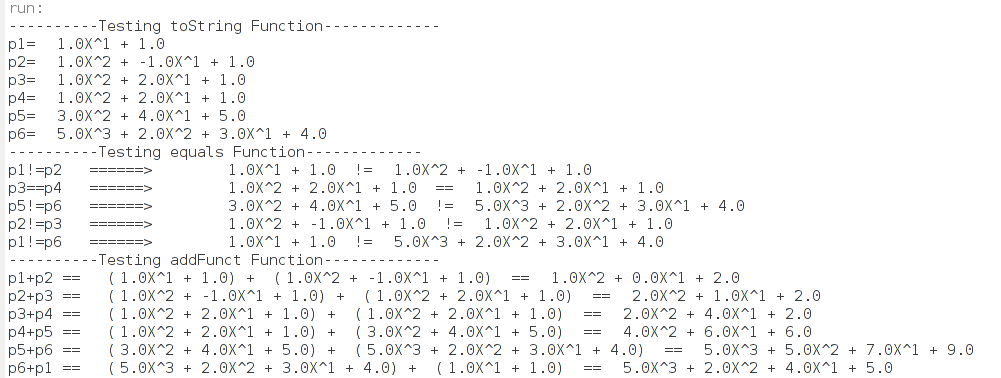 run:
----------Testing toString Function-------------
p1=  1.0X^1 + 1.0
p2=  1.0X^2 + -1.0X^1 + 1.0
p3=  1.0X^2 + 2.0X^1 + 1.0
p4=  1.0X^2 + 2.0X^1 + 1.0
p5=  3.0X^2 + 4.0X^1 + 5.0
p6=  5.0X^3 + 2.0X^2 + 3.0X^1 + 4.0
----------Testing equals Function-------------
p1!=p2   ======>        1.0X^1 + 1.0  !=  1.0X^2 + -1.0X^1 + 1.0
p3==p4   ======>        1.0X^2 + 2.0X^1 + 1.0  ==  1.0X^2 + 2.0X^1 + 1.0
p5!=p6   ======>        3.0X^2 + 4.0X^1 + 5.0  !=  5.0X^3 + 2.0X^2 + 3.0X^1 + 4.0
p2!=p3   ======>        1.0X^2 + -1.0X^1 + 1.0  !=  1.0X^2 + 2.0X^1 + 1.0
p1!=p6   ======>        1.0X^1 + 1.0  !=  5.0X^3 + 2.0X^2 + 3.0X^1 + 4.0
----------Testing addFunct Function-------------
p1+p2 ==   (1.0X^1 + 1.0) +  (1.0X^2 + -1.0X^1 + 1.0)  ==  1.0X^2 + 0.0X^1 + 2.0
p2+p3 ==   (1.0X^2 + -1.0X^1 + 1.0) +  (1.0X^2 + 2.0X^1 + 1.0)  ==  2.0X^2 + 1.0X^1 + 2.0
p3+p4 ==   (1.0X^2 + 2.0X^1 + 1.0) +  (1.0X^2 + 2.0X^1 + 1.0)  ==  2.0X^2 + 4.0X^1 + 2.0
p4+p5 ==   (1.0X^2 + 2.0X^1 + 1.0) +  (3.0X^2 + 4.0X^1 + 5.0)  ==  4.0X^2 + 6.0X^1 + 6.0
p5+p6 ==   (3.0X^2 + 4.0X^1 + 5.0) +  (5.0X^3 + 2.0X^2 + 3.0X^1 + 4.0)  ==  5.0X^3 + 5.0X^2 + 7.0X^1 + 9.0
p6+p1 ==   (5.0X^3 + 2.0X^2 + 3.0X^1 + 4.0) +  (1.0X^1 + 1.0)  ==  5.0X^3 + 2.0X^2 + 4.0X^1 + 5.0